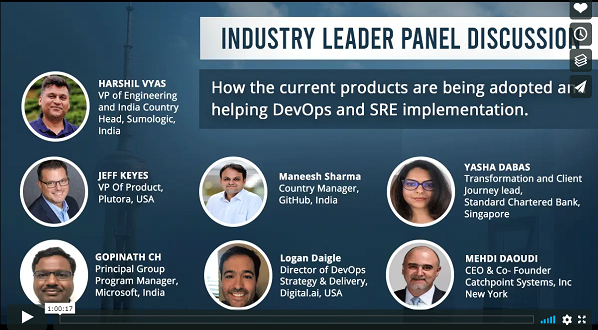 INDUSTRY LEADER PANEL DISCUSSION
How the current products are being adopted and
helping DevOps and SRE implementation.
HARSHIL VYAS
VP of Engineering
and India Country
Head, Sumologic,
India
JEFF KEYES
VP Of Product,
Plutora, USA
Maneesh Sharma
Country Manager,
GitHub, India
YASHA DABAS
Transformation and Client
Journey lead,
Standard Chartered Bank,
Singapore
GOPINATH CH
Principal Group
Program Manager,
Microsoft, India
Logan Daigle
Director of DevOps
Strategy & Delivery,
Digital.ai, USA
MEHDI DAOUDI
CEO & Co- Founder
Catchpoint Systems, Inc
New York
1:00:17